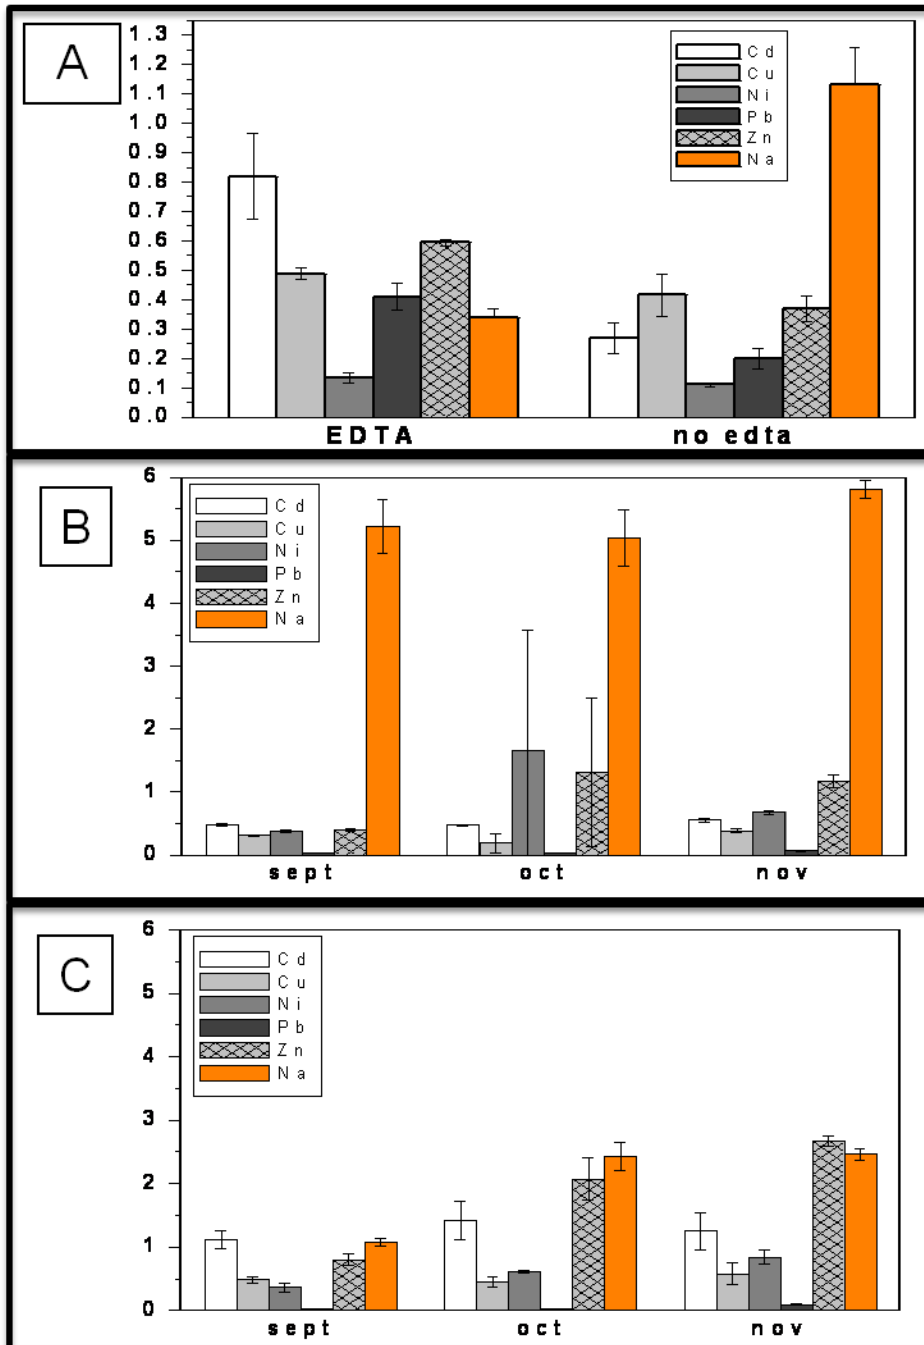 A
1.3
1.2
1.1
1.0
0.9
0.8
0.7
0.6
0.5
0.4
0.3
0.2
0.1
0.0
Cd
Cu
Ni
Pb
Zn
Na
EDTA no edta
B
6
5
4
3
2
1
0
Cd
Cu
Ni
Pb
Zn
Na
sept oct nov
C
6
5
4
3
2
1
0
Cd
Cu
Ni
Pb
Zn
Na
sept oct nov